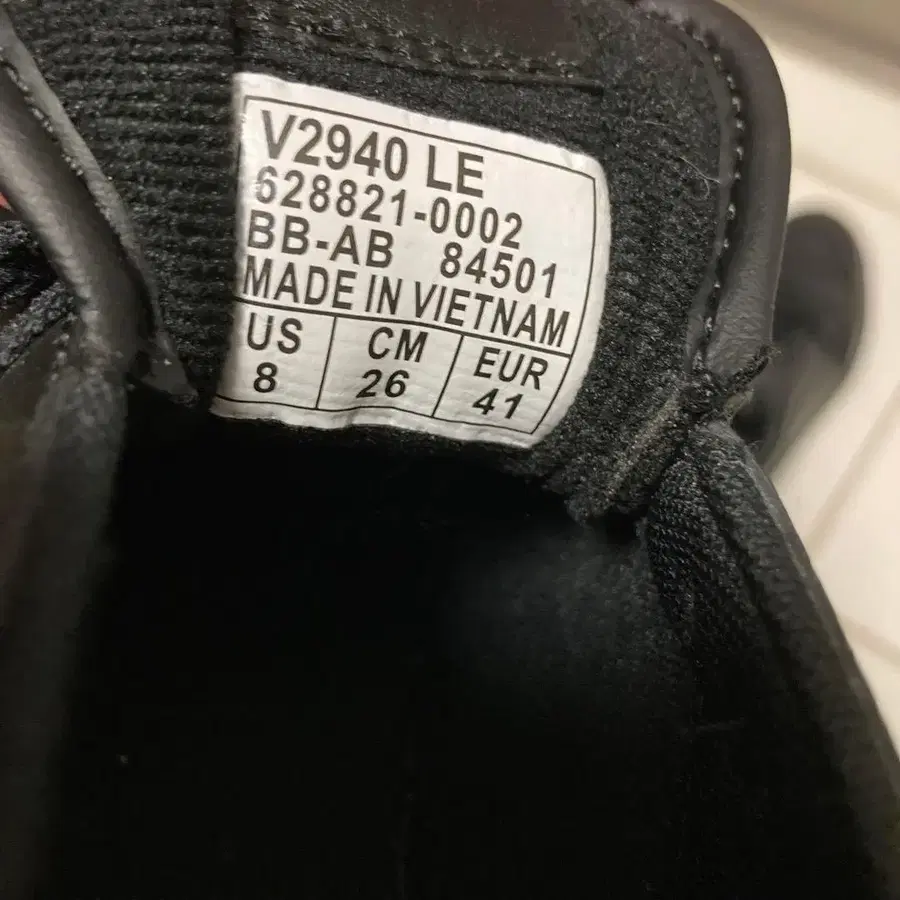 V2940 LE
628821-0002
BB-AB 84501
MADE IN VIETNAM
US CM EUR
8 26 41